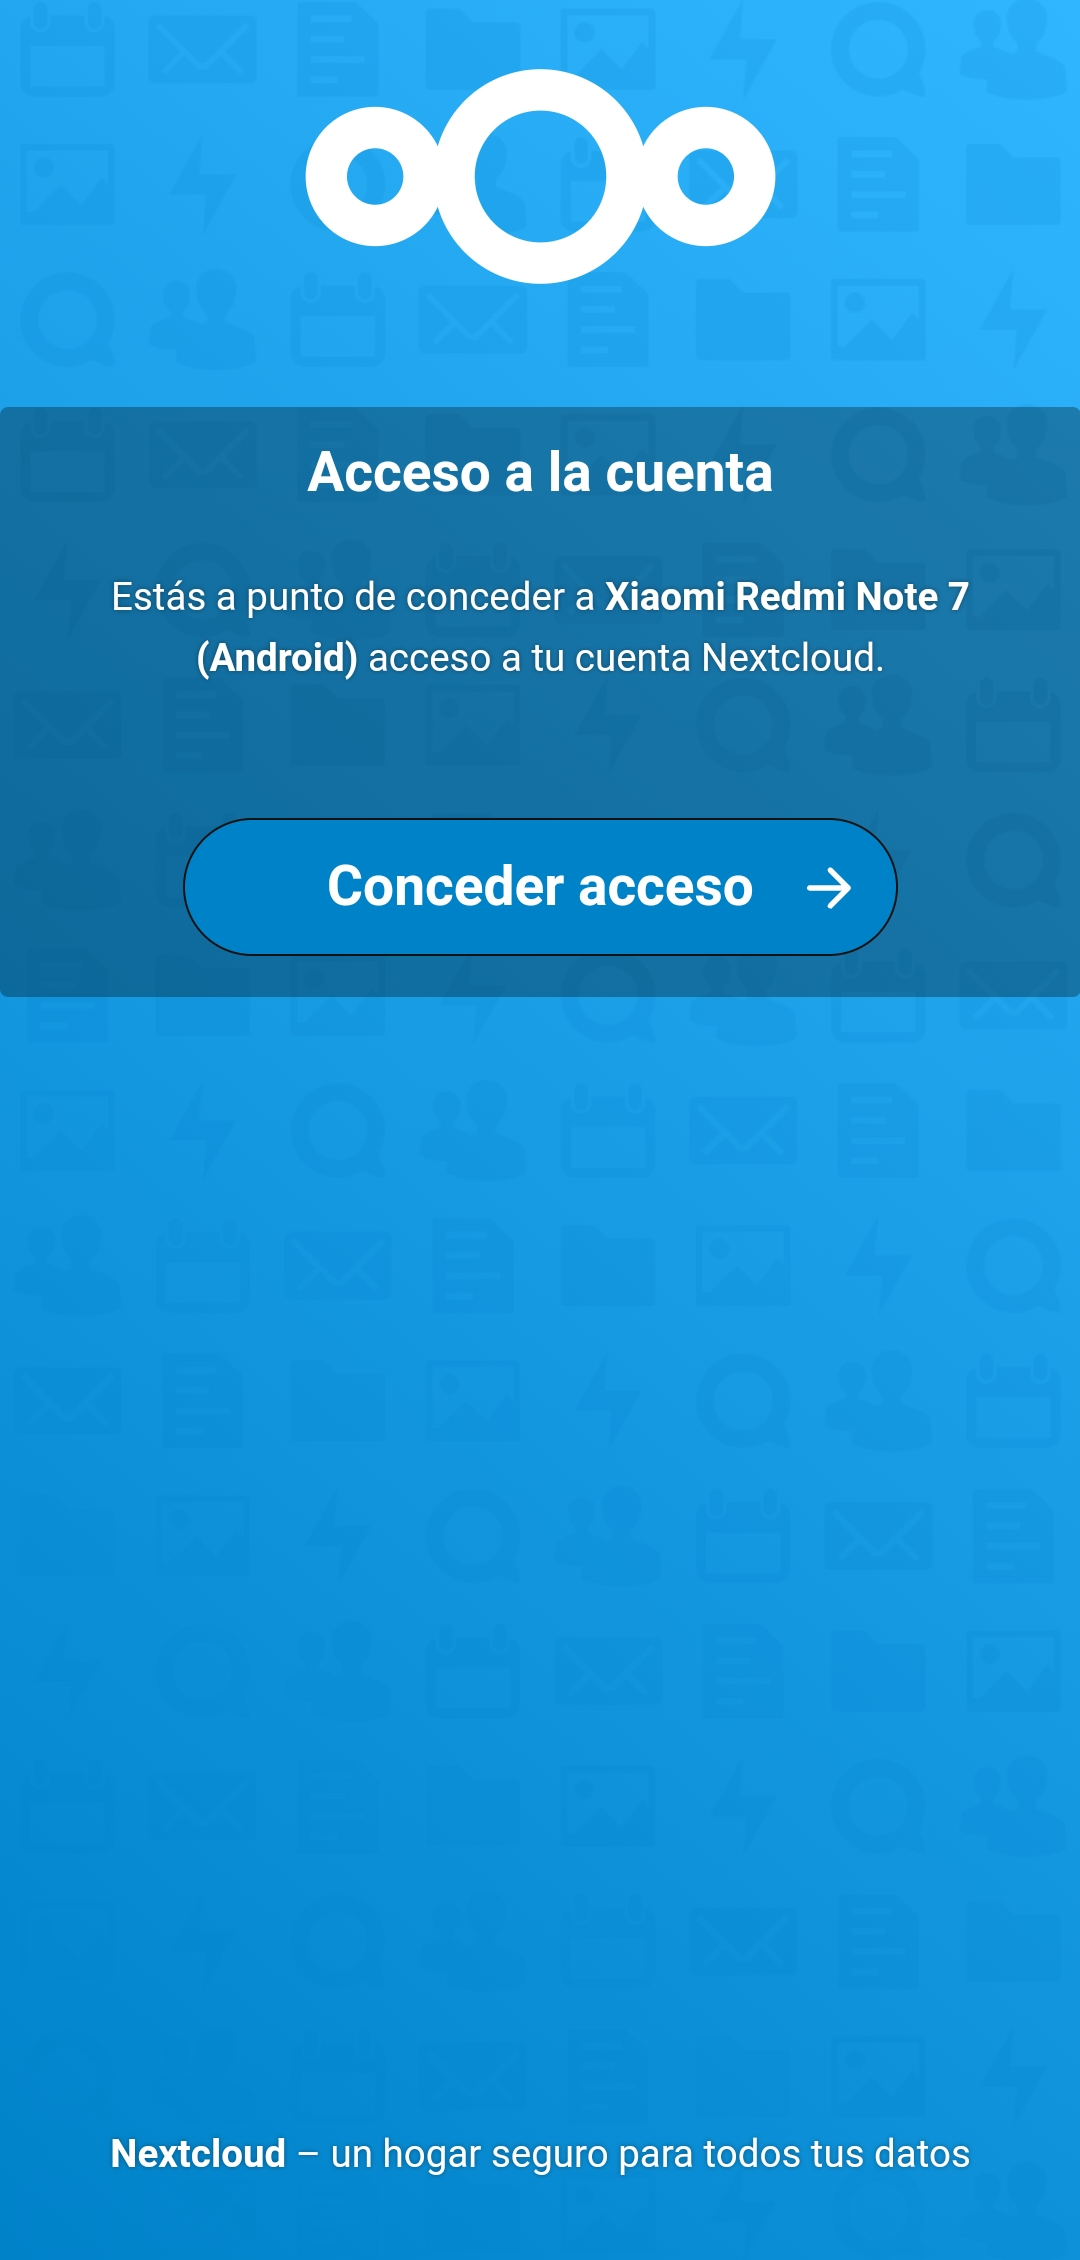 Acceso a la cuenta
Estás a punto de conceder a Xiaomi Redmi Note 7
(Android) acceso a tu cuenta Nextcloud.
Conceder acceso
Nextcloud – un hogar seguro para todos tus datos